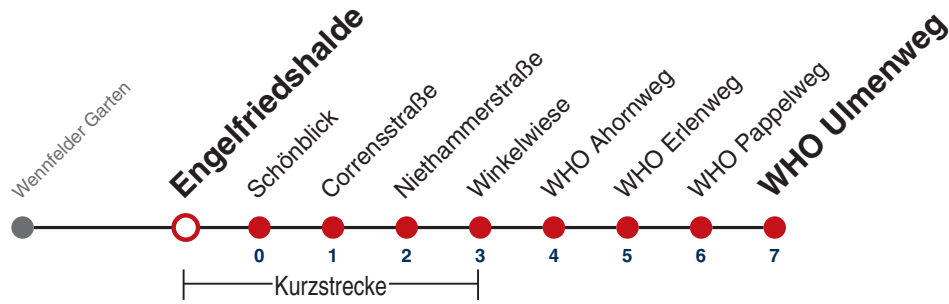 Wennfelder Garten
Engelfriedshalde
Schönblick
Corrensstraße
Niethammerstraße
Winkelwiese
WHO Ahornweg
WHO Erlenweg
WHO Pappelweg
WHO Ulmenweg
0 1 2 3 4 5 6 7
Kurzstrecke